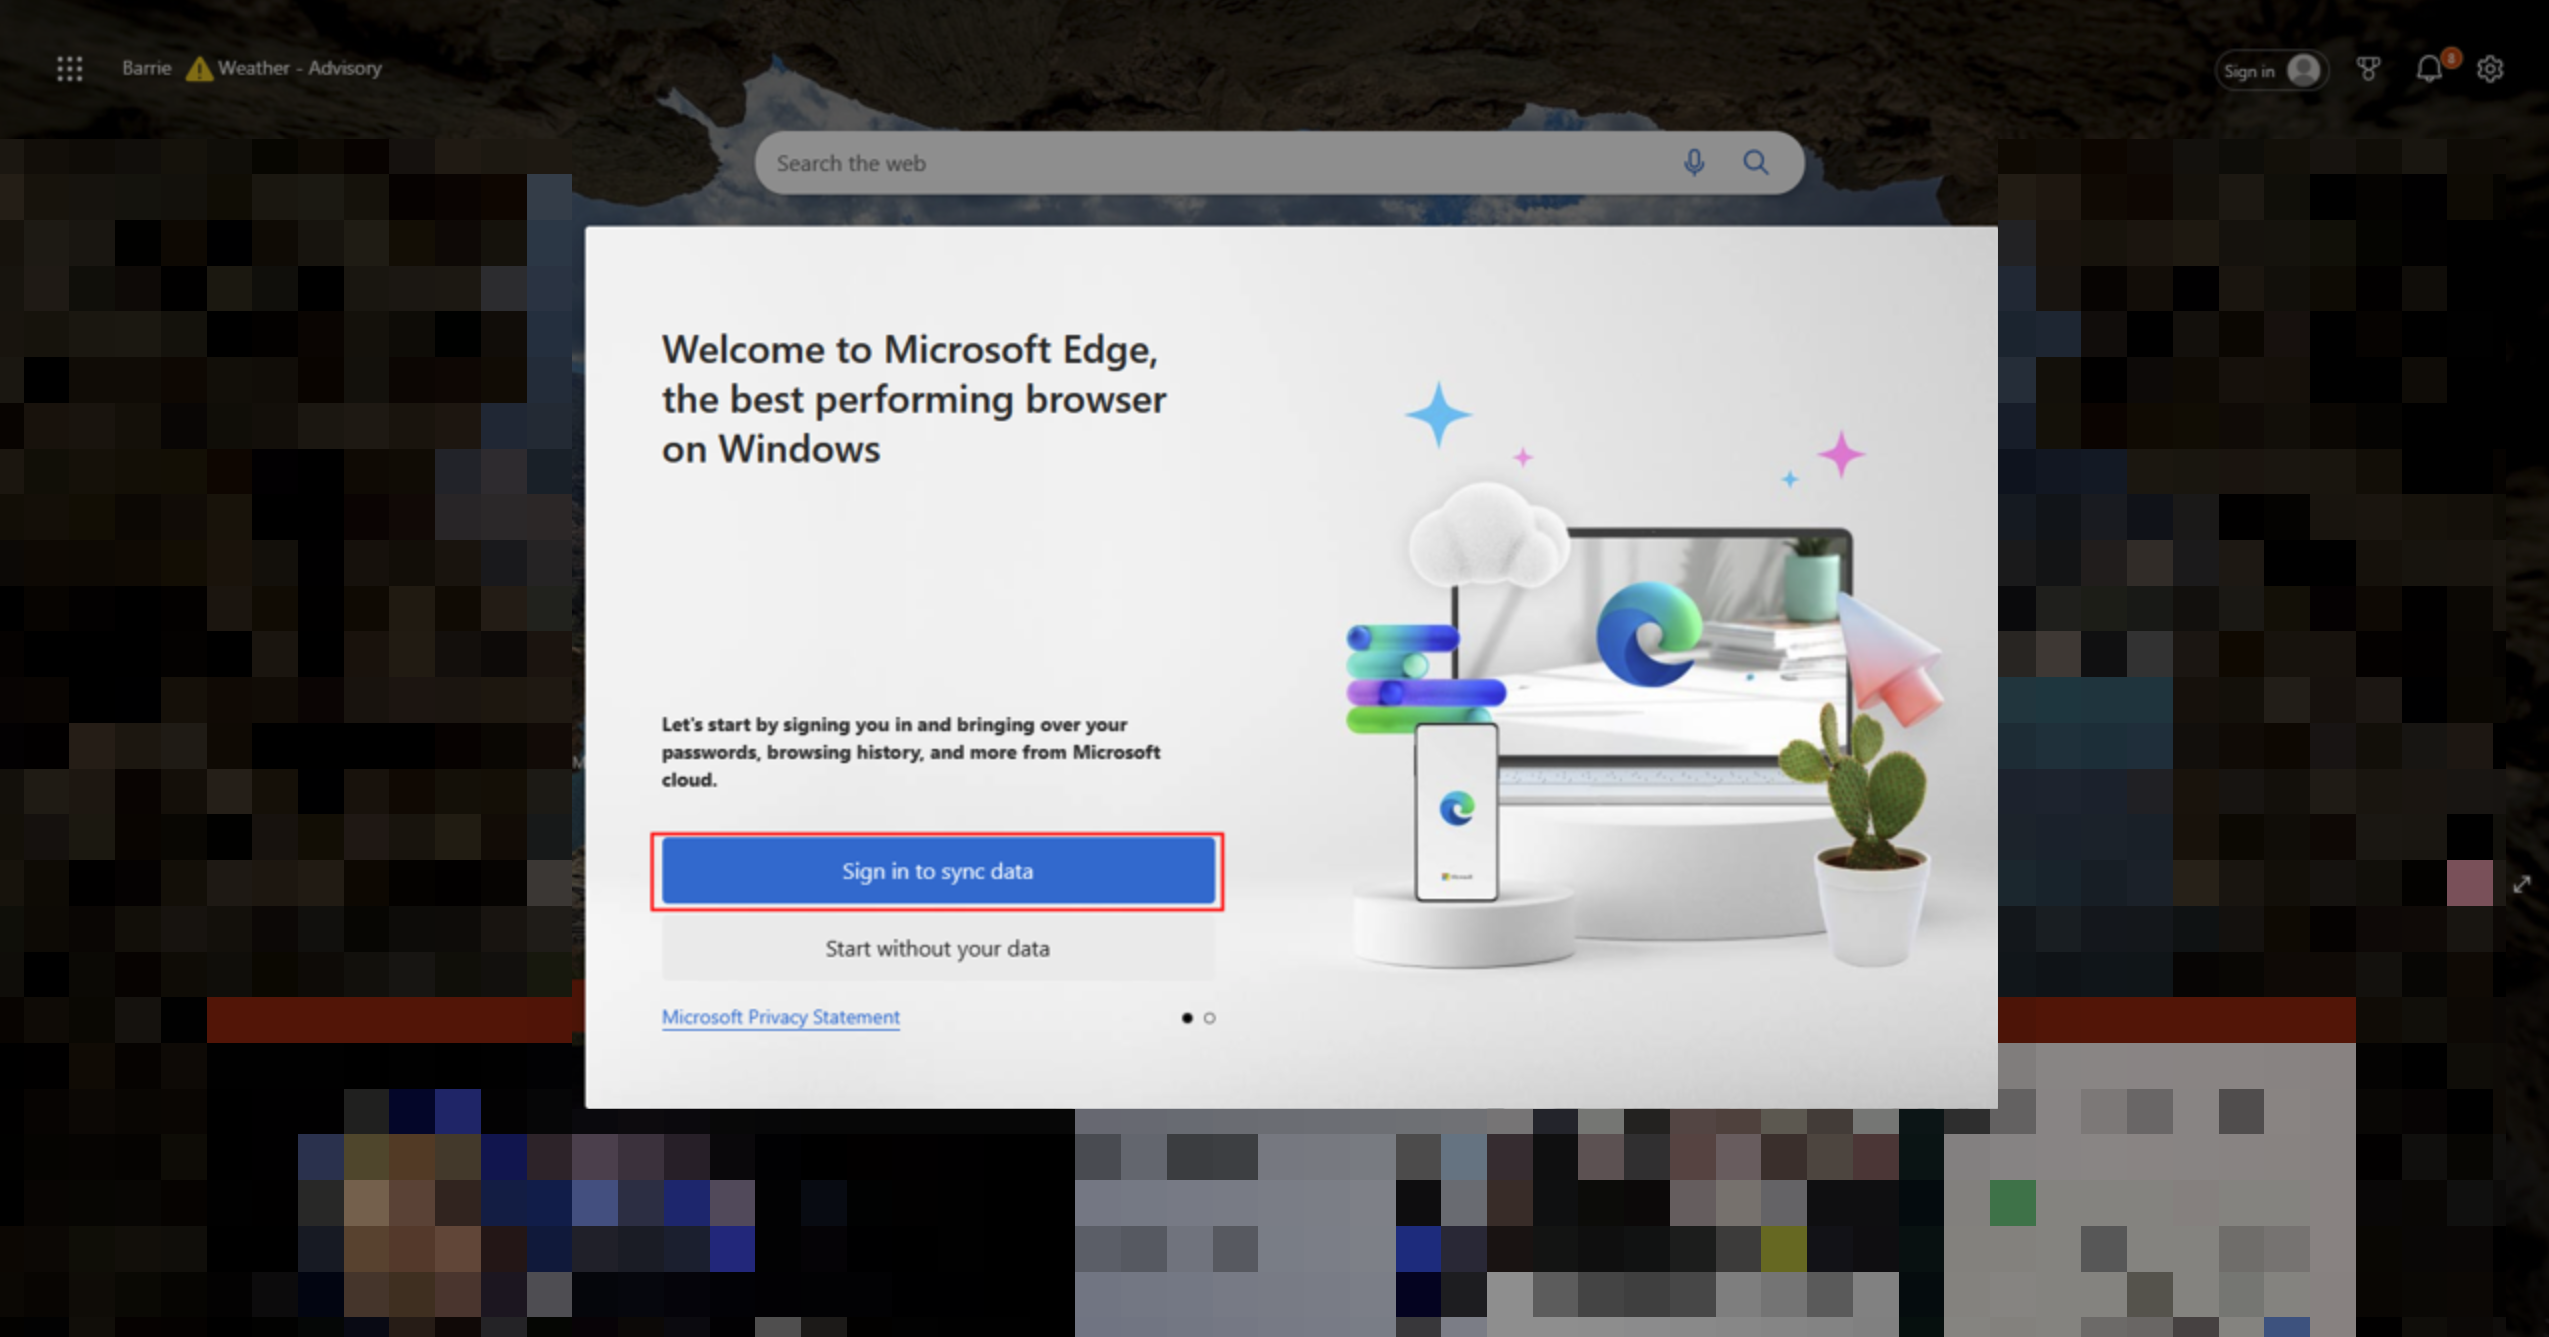 Barrie Weather - Advisory
Sign in
8
Search the web
Welcome to Microsoft Edge,
the best performing browser
on Windows
Let's start by signing you in and bringing over your
passwords, browsing history, and more from Microsoft
cloud.
Sign in to sync data
Start without your data
Microsoft Privacy Statement